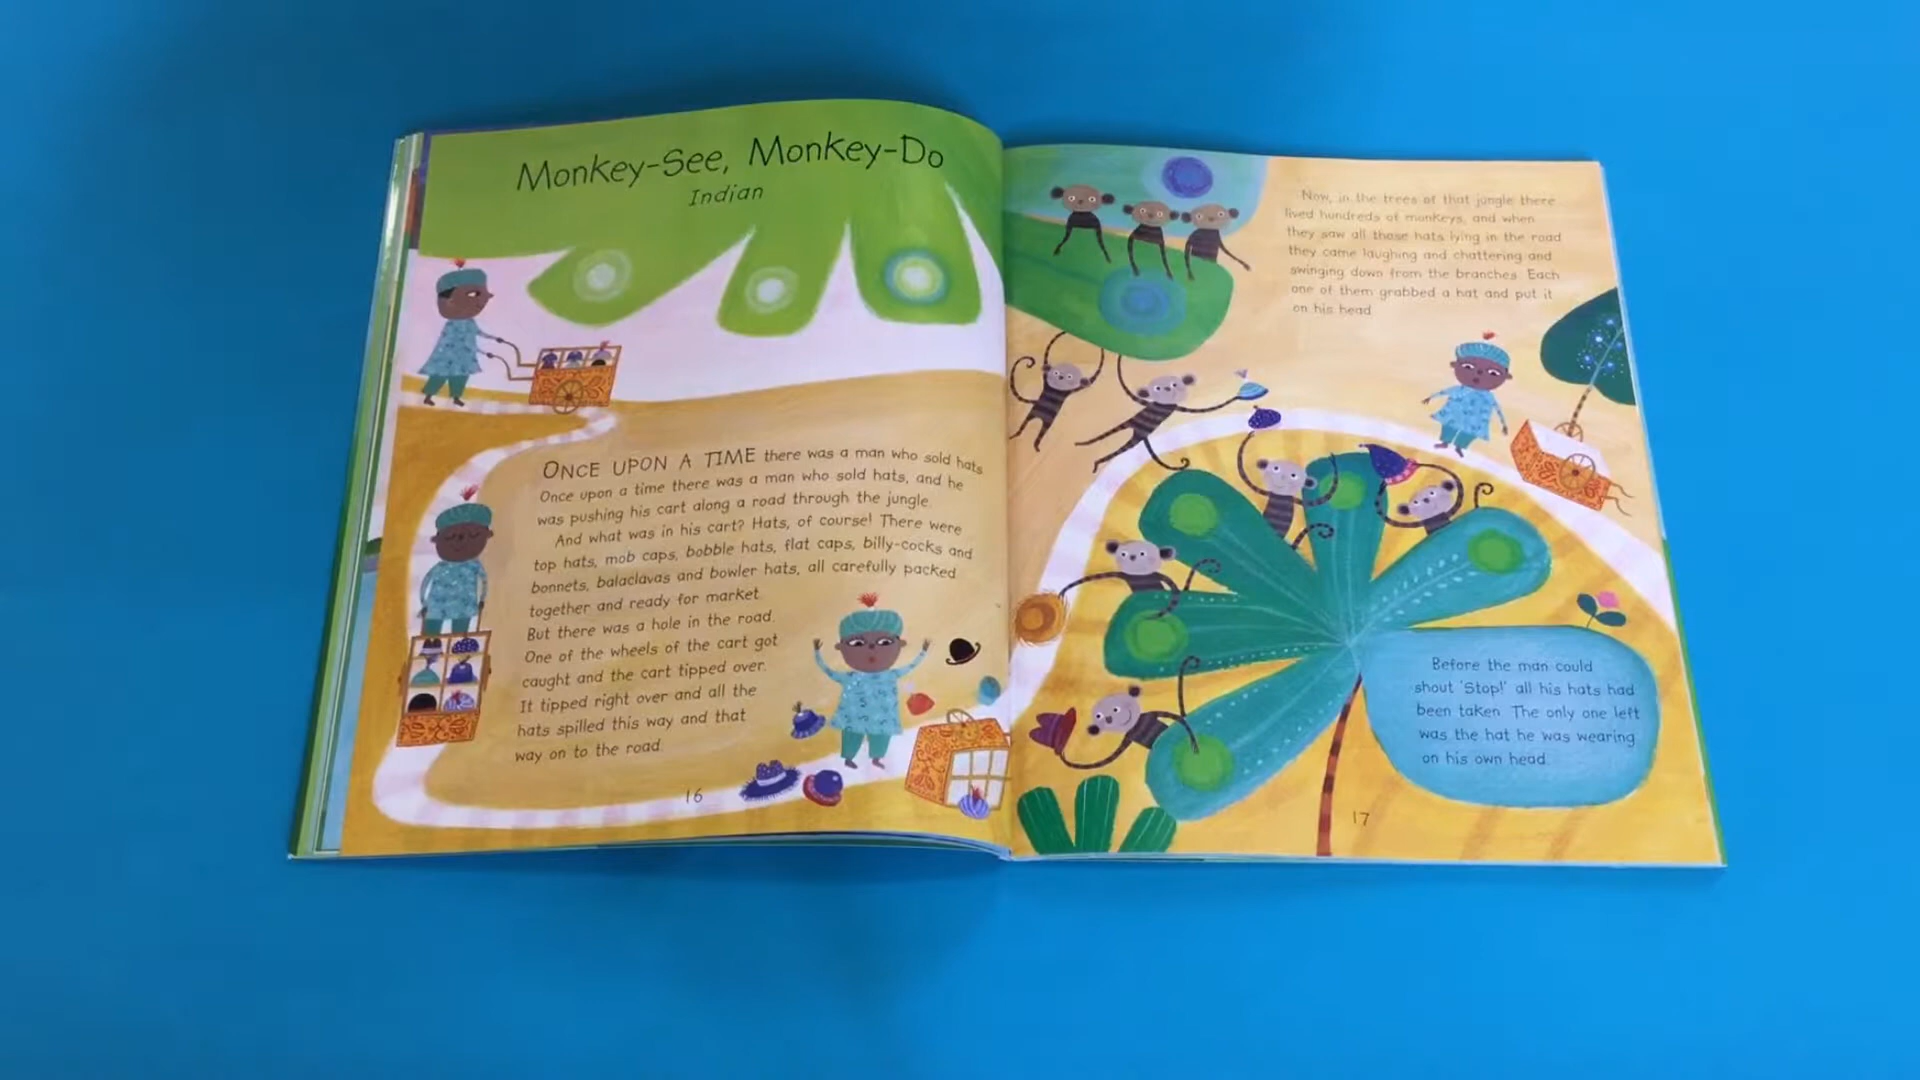 Monkey-See, Monkey-Do
Indian
ONCE UPON A TIME there was a man who sold hats
Once upon a time there was a man who sold hats, and he
was pushing his cart along a road through the jungle.
And what was in his cart? Hats, of course! There were
top hats, mob caps, bobble hats, flat caps, billy-cocks and
bonnets, balaclavas and bowler hats, all carefully packed
together and ready for market.
But there was a hole in the road.
One of the wheels of the cart got
caught and the cart tipped over.
It tipped right over and all the
hats spilled this way and that
way on to the road.
16
Now, in the trees of that jungle there
lived hundreds of monkeys, and when
they saw all those hats lying in the road
they came laughing and chattering and
swinging down from the branches. Each
one of them grabbed a hat and put it
on his head.
Before the man could
shout 'Stop!' all his hats had
been taken. The only one left
was the hat he was wearing
on his own head.
17